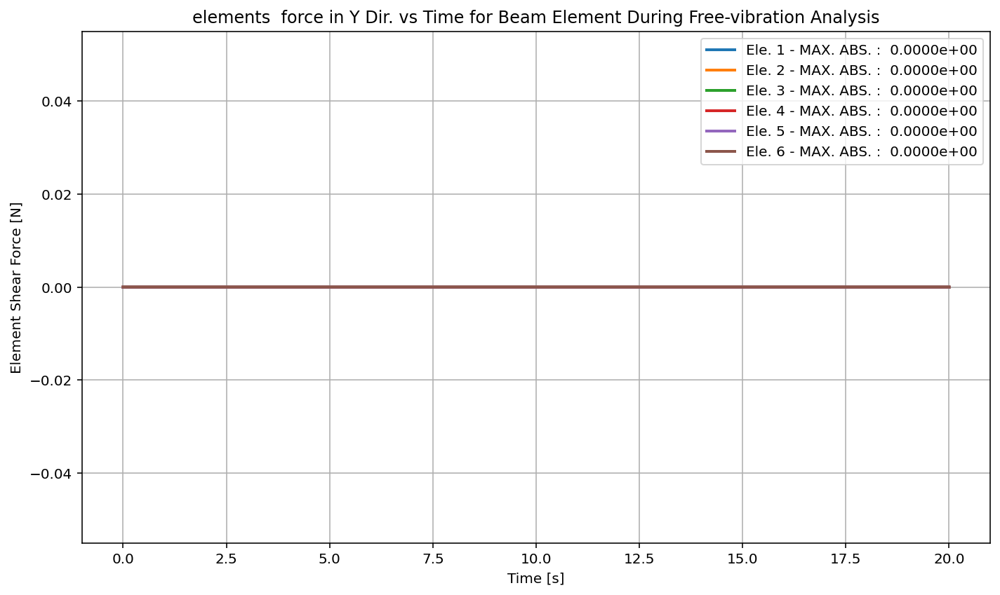 elements  force in Y Dir. vs Time for Beam Element During Free-vibration Analysis
Ele. 1 - MAX. ABS. :  0.0000e+00
Ele. 2 - MAX. ABS. :  0.0000e+00
Ele. 3 - MAX. ABS. :  0.0000e+00
Ele. 4 - MAX. ABS. :  0.0000e+00
Ele. 5 - MAX. ABS. :  0.0000e+00
Ele. 6 - MAX. ABS. :  0.0000e+00
Element Shear Force [N]
0.04
0.02
0.00
−0.02
−0.04
0.0 2.5 5.0 7.5 10.0 12.5 15.0 17.5 20.0
Time [s]